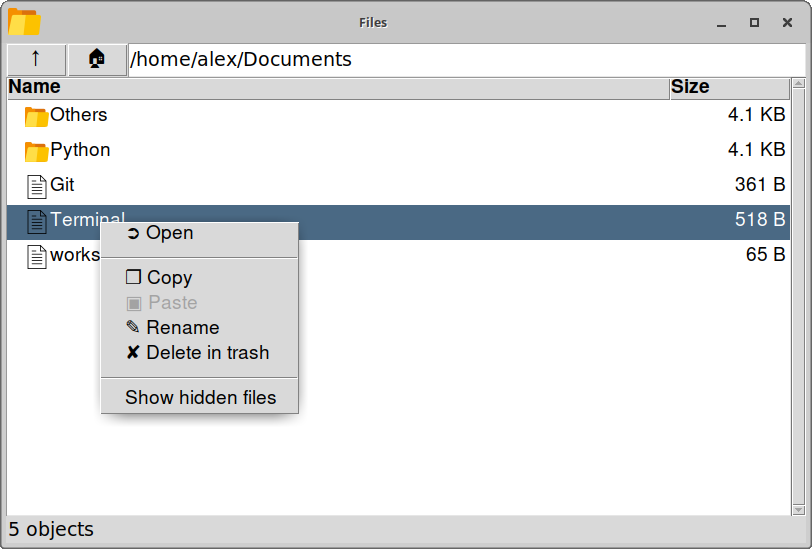 Files
/home/alex/Documents
Name Size
Others 4.1 KB
Python 4.1 KB
Git 361 B
Terminal 518 B
works 65 B
Open
Copy
Paste
Rename
Delete in trash
Show hidden files
5 objects